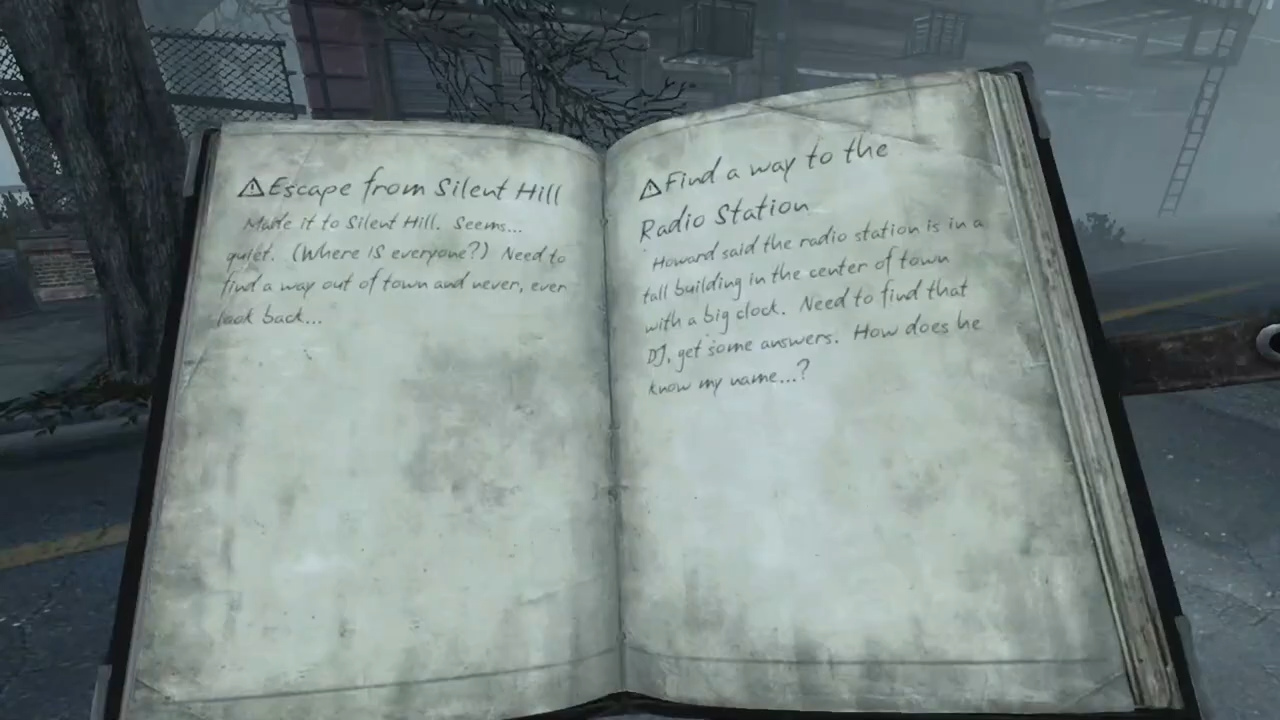 ⚠Escape from Silent Hill
Made it to Silent Hill. Seems...
quiet. (Where is everyone?) Need to
find a way out of town and never, ever
look back...
⚠Find a way to the
Radio Station
Howard said the radio station is in a
tall building in the center of town
with a big clock. Need to find that
DJ, get some answers. How does he
know my name...?